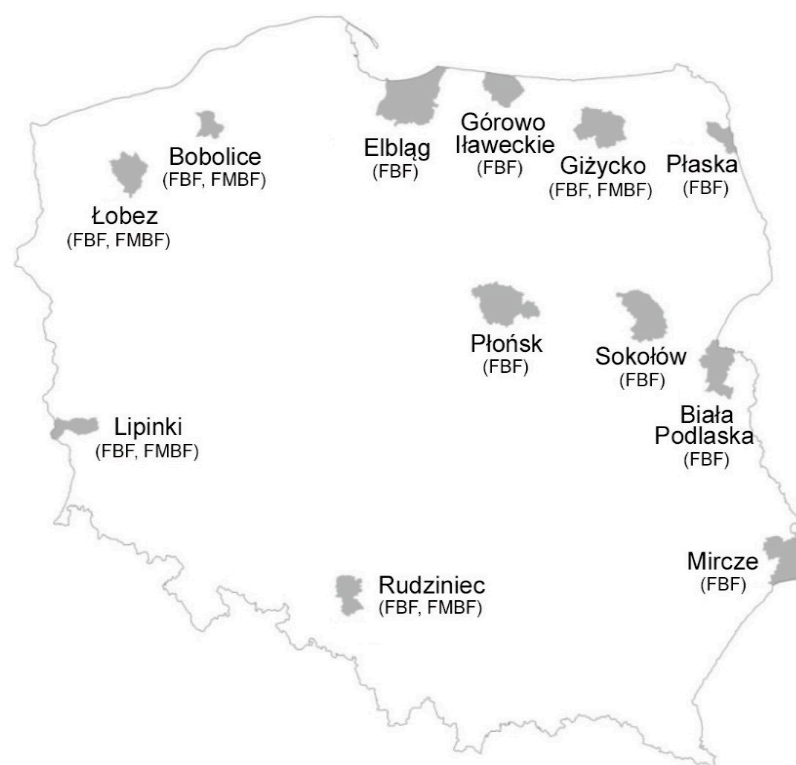 Bobolice
(FBF, FMBF)
Łobez
(FBF, FMBF)
Elbląg
(FBF)
Górowo
Iławeckie
(FBF)
Giżycko
(FBF, FMBF)
Płaska
(FBF)
Płońsk
(FBF)
Sokołów
(FBF)
Biała
Podlaska
(FBF)
Lipinki
(FBF, FMBF)
Rudziniec
(FBF, FMBF)
Mircze
(FBF)